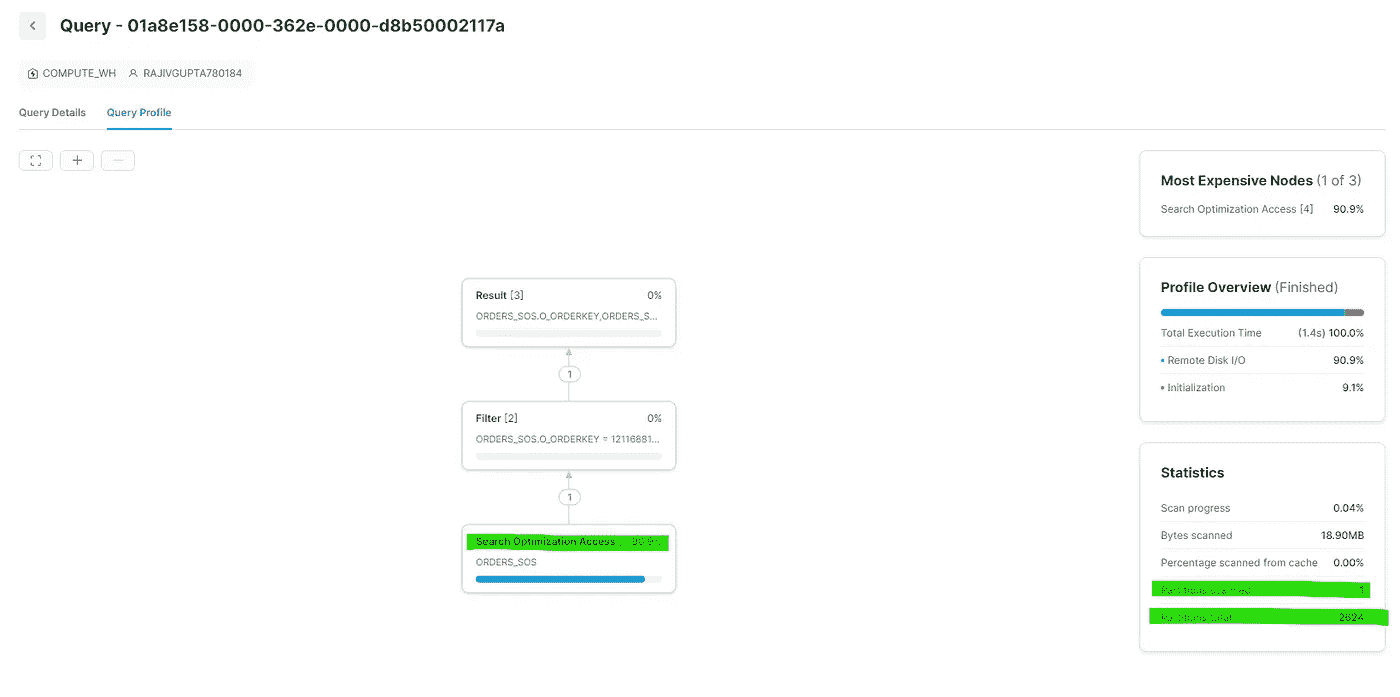 Query - 01a8e158-0000-362e-0000-d8b50002117a
COMPUTE_WH RAJIVGUPTA780184
Query Details Query Profile
Most Expensive Nodes (1 of 3)
Search Optimization Access [4] 90.9%
Profile Overview (Finished)
Total Execution Time (1.4s) 100.0%
Remote Disk I/O 90.9%
Initialization 9.1%
Statistics
Scan progress 0.04%
Bytes scanned 18.90MB
Percentage scanned from cache 0.00%
Partitions scanned 1
Partitions total 2624
Result [3] 0%
ORDERS_SOS.O_ORDERKEY,ORDERS_S...
1
Filter [2] 0%
ORDERS_SOS.O_ORDERKEY = 12116881...
1
Search Optimization Access 90.9%
ORDERS_SOS